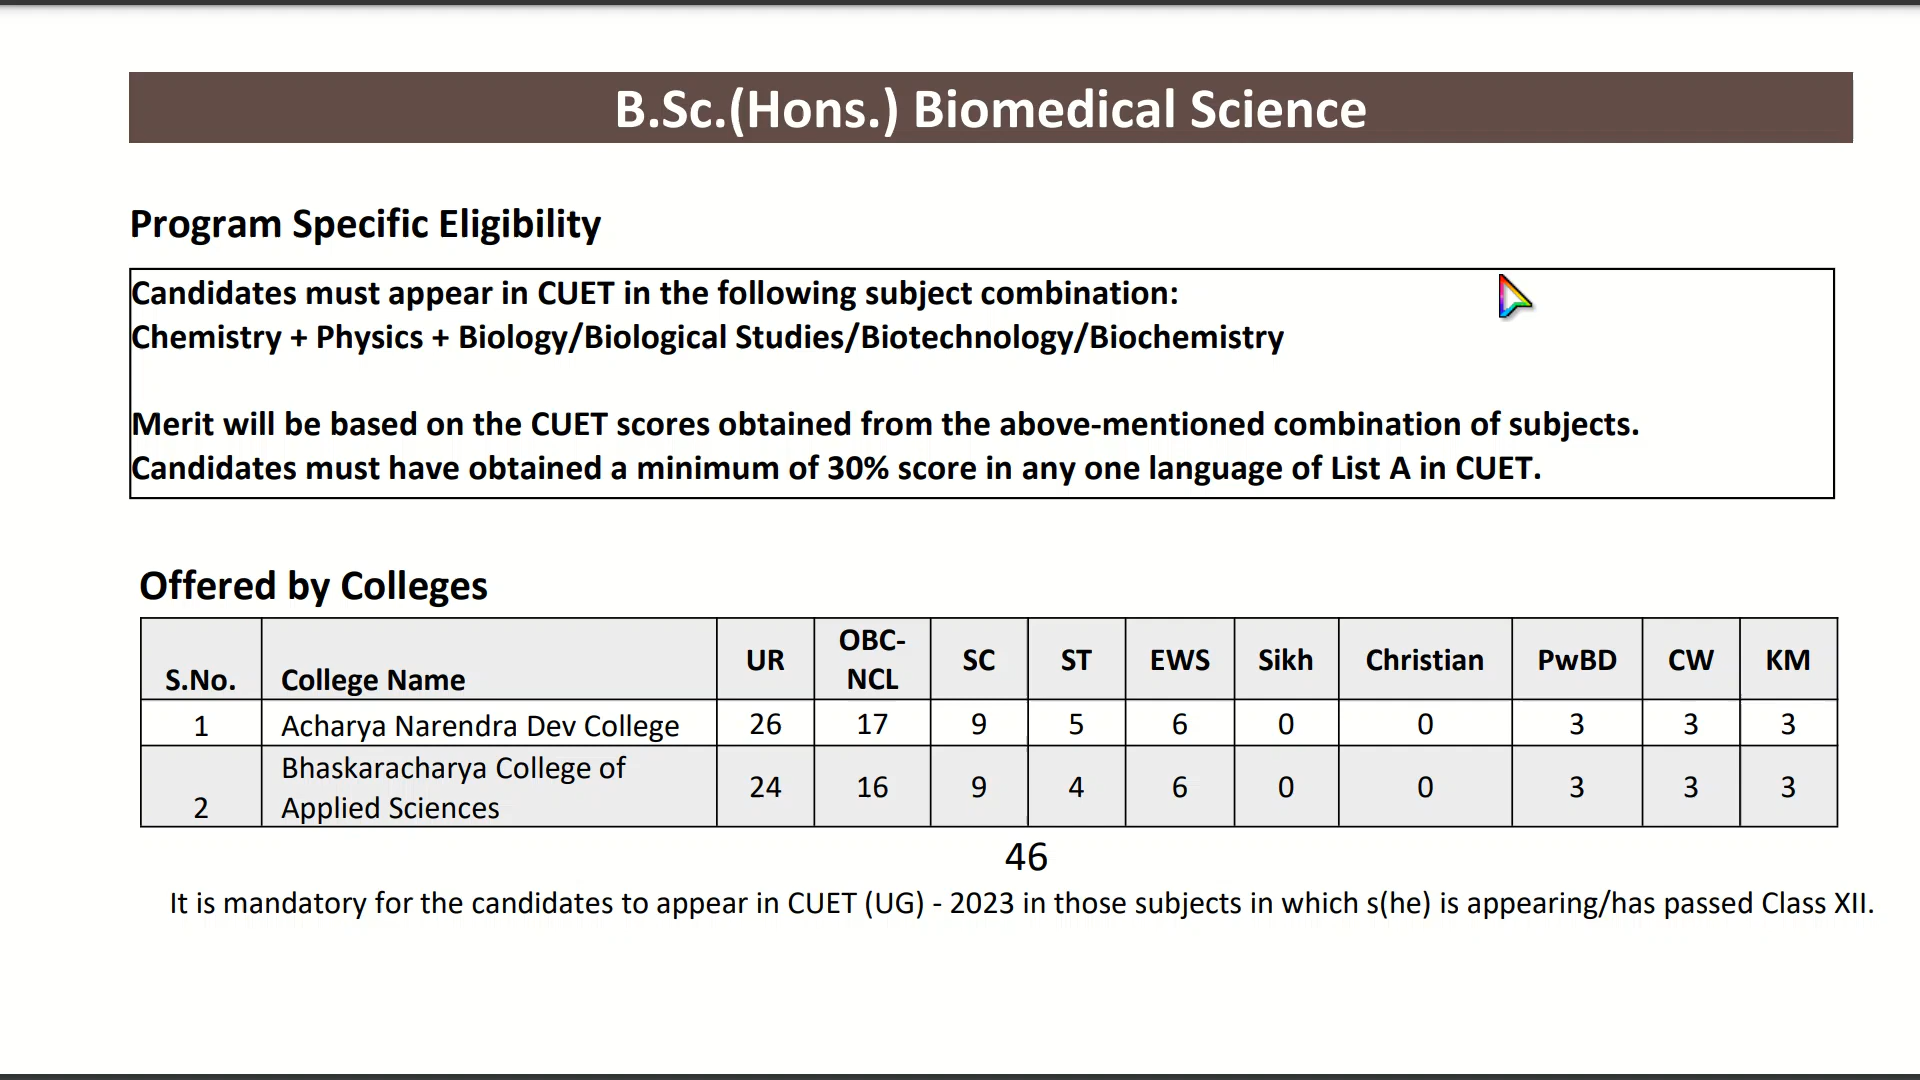 B.Sc.(Hons.) Biomedical Science
Program Specific Eligibility
Candidates must appear in CUET in the following subject combination:
Chemistry + Physics + Biology/Biological Studies/Biotechnology/Biochemistry
Merit will be based on the CUET scores obtained from the above-mentioned combination of subjects.
Candidates must have obtained a minimum of 30% score in any one language of List A in CUET.
Offered by Colleges
S.No. College Name UR OBC-NCL SC ST EWS Sikh Christian PwBD CW KM
1 Acharya Narendra Dev College 26 17 9 5 6 0 0 3 3 3
2 Bhaskaracharya College of Applied Sciences 24 16 9 4 6 0 0 3 3 3
46
It is mandatory for the candidates to appear in CUET (UG) - 2023 in those subjects in which s(he) is appearing/has passed Class XII.